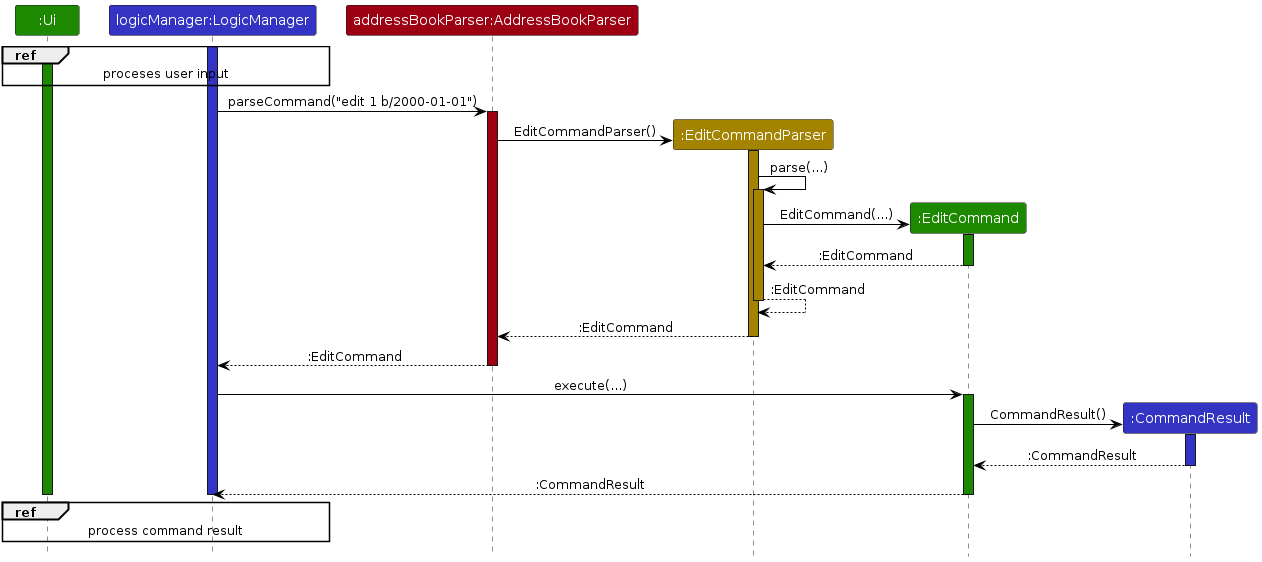 :Ui
logicManager:LogicManager
addressBookParser:AddressBookParser
ref
proceses user input
parseCommand("edit 1 b/2000-01-01")
EditCommandParser()
:EditCommandParser
parse(...)
EditCommand(...)
:EditCommand
:EditCommand
:EditCommand
:EditCommand
:EditCommand
execute(...)
CommandResult()
:CommandResult
:CommandResult
:CommandResult
ref
process command result